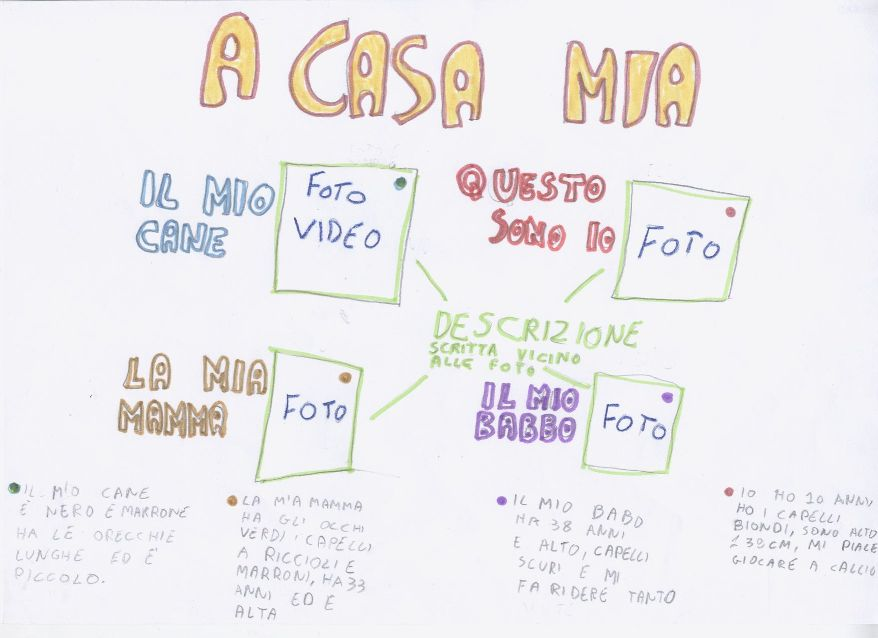 A CASA MIA
IL MIO
CANE
FOTO
VIDEO
QUESTO
SONO IO
FOTO
DESCRIZIONE
SCRITTA VICINO
ALLE FOTO
LA MIA
MAMMA
FOTO
IL MIO
BABBO
FOTO
IL MIO CANE
È NERO E MARRONE
HA LE ORECCHIE
LUNGHE ED È
PICCOLO.
LA MIA MAMMA
HA GLI OCCHI
VERDI, I CAPELLI
A RICCIOLI E
MARRONI, HA 33
ANNI ED E
ALTA
IL MIO BABO
HA 38 ANNI
E ALTO, CAPELLI
SCURI E MI
FA RIDERE TANTO
IO HO 10 ANNI
HO I CAPELLI
BIONDI, SONO ALTO
138CM, MI PIALE
GIOCARE A CALCIO